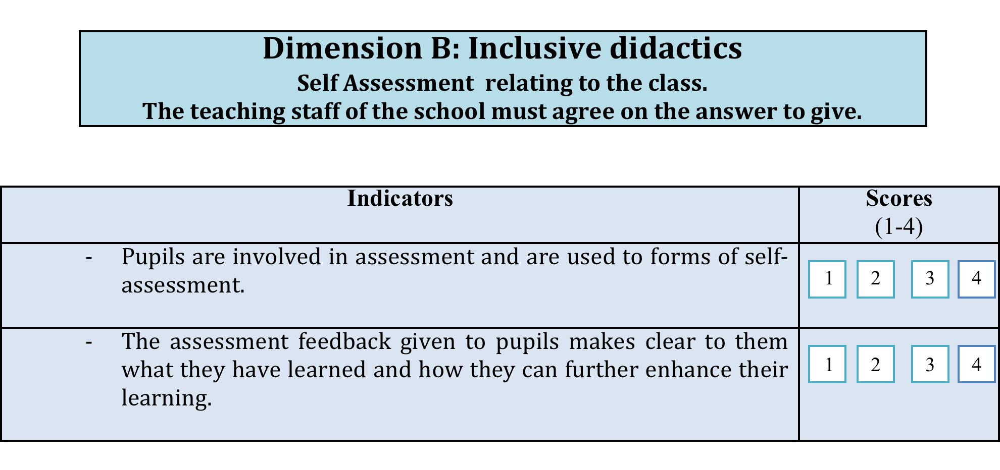 Dimension B: Inclusive didactics
Self Assessment  relating to the class.
The teaching staff of the school must agree on the answer to give.
Indicators
Scores
(1-4)
- Pupils are involved in assessment and are used to forms of self-
assessment.
1 2 3 4
- The assessment feedback given to pupils makes clear to them
what they have learned and how they can further enhance their
learning.
1 2 3 4